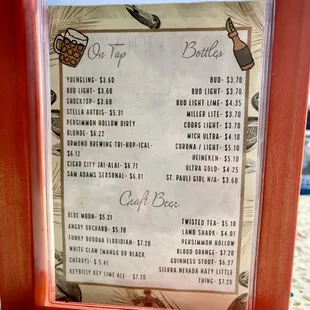 On Tap
YUENGLING- $3.60
BUD LIGHT- $3.60
SHOCKTOP- $3.60
STELLA ARTOIS- $5.21
PERSIMMON HOLLOW DIRTY
BLONDE- $6.22
ORMOND BREWING TRI-HOP-ICAL-
$6.12
CIGAR CITY JAI-ALAI- $6.71
SAM ADAMS SEASONAL- $6.81
Bottles
BUD- $3.70
BUD LIGHT- $3.70
BUD LIGHT LIME- $4.35
MILLER LITE- $3.70
COORS LIGHT- $3.70
MICH ULTRA- $4.10
CORONA / LIGHT- $5.10
HEINEKEN- $5.10
ULTRA GOLD- $4.25
ST. PAULI GIRL N/A- $3.60
Craft Beer
BLUE MOON- $5.21
ANGRY ORCHARD- $5.70
FUNKY BUDDHA FLORIDIAN- $7.20
WHITE CLAW (MANGO OR BLACK
CHERRY)- $5.41
KEYBILLY KEY LIME ALE-- $7.20
TWISTED TEA- $5.10
LAND SHARK- $4.01
PERSIMMON HOLLOW
BLOOD ORANGE- $7.20
GUINNESS STOUT- $6.27
SIERRA NEVADA HAZY LITTLE
THING- $7.20